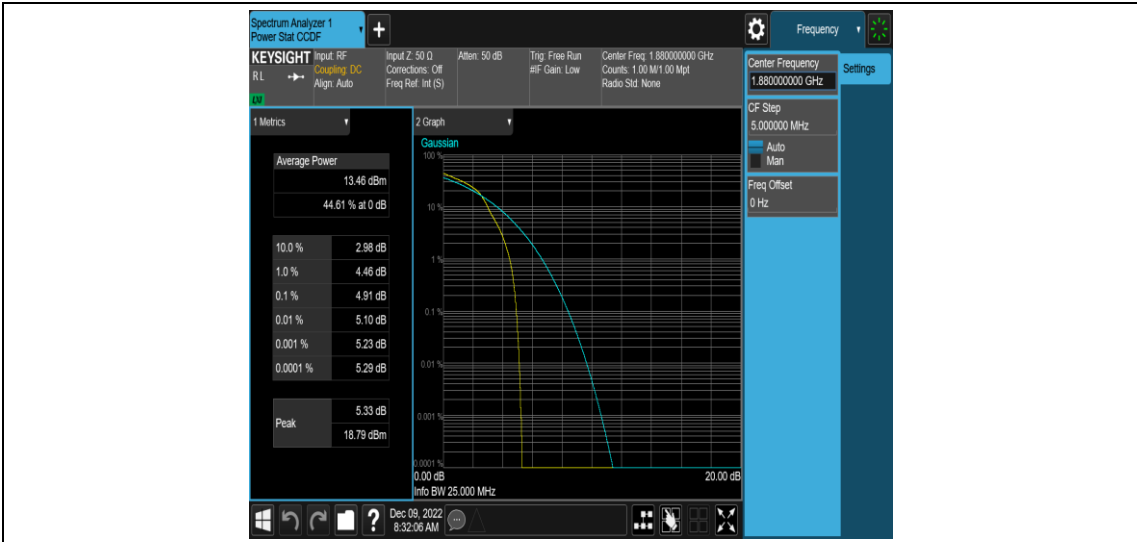 Spectrum Analyzer 1
Power Stat CCDF
+
Frequency
KEYSIGHT
RL
LXI
Input: RF
Coupling: DC
Align: Auto
Input Z: 50 Ω
Corrections: Off
Freq Ref: Int (S)
Atten: 50 dB
Trig: Free Run
#IF Gain: Low
Center Freq: 1.880000000 GHz
Counts: 1.00 M/1.00 Mpt
Radio Std: None
Center Frequency
1.880000000 GHz
Settings
CF Step
5.000000 MHz
Auto
Man
Freq Offset
0 Hz
1 Metrics
Average Power
13.46 dBm
44.61 % at 0 dB
10.0 % 2.98 dB
1.0 % 4.46 dB
0.1 % 4.91 dB
0.01 % 5.10 dB
0.001 % 5.23 dB
0.0001 % 5.29 dB
Peak
5.33 dB
18.79 dBm
2 Graph
Gaussian
100 %
10 %
1 %
0.1 %
0.01 %
0.001 %
0.0001 %
0.00 dB 20.00 dB
Info BW 25.000 MHz
?
Dec 09, 2022
8:32:06 AM